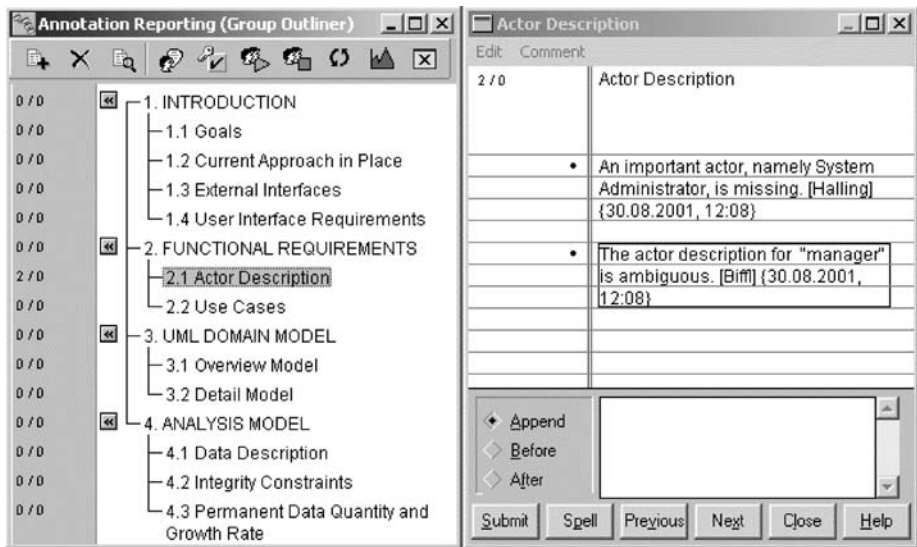 Annotation Reporting (Group Outliner)
0 / 0 1. INTRODUCTION
0 / 0 1.1 Goals
0 / 0 1.2 Current Approach in Place
0 / 0 1.3 External Interfaces
0 / 0 1.4 User Interface Requirements
0 / 0 2. FUNCTIONAL REQUIREMENTS
2 / 0 2.1 Actor Description
0 / 0 2.2 Use Cases
0 / 0 3. UML DOMAIN MODEL
0 / 0 3.1 Overview Model
0 / 0 3.2 Detail Model
0 / 0 4. ANALYSIS MODEL
0 / 0 4.1 Data Description
0 / 0 4.2 Integrity Constraints
0 / 0 4.3 Permanent Data Quantity and
Growth Rate
Actor Description
Edit Comment
2 / 0 Actor Description
• An important actor, namely System
Administrator, is missing. [Halling]
{30.08.2001, 12:08}
• The actor description for "manager"
is ambiguous. [Biffl] {30.08.2001,
12:08}
Append
Before
After
Submit Spell Previous Next Close Help